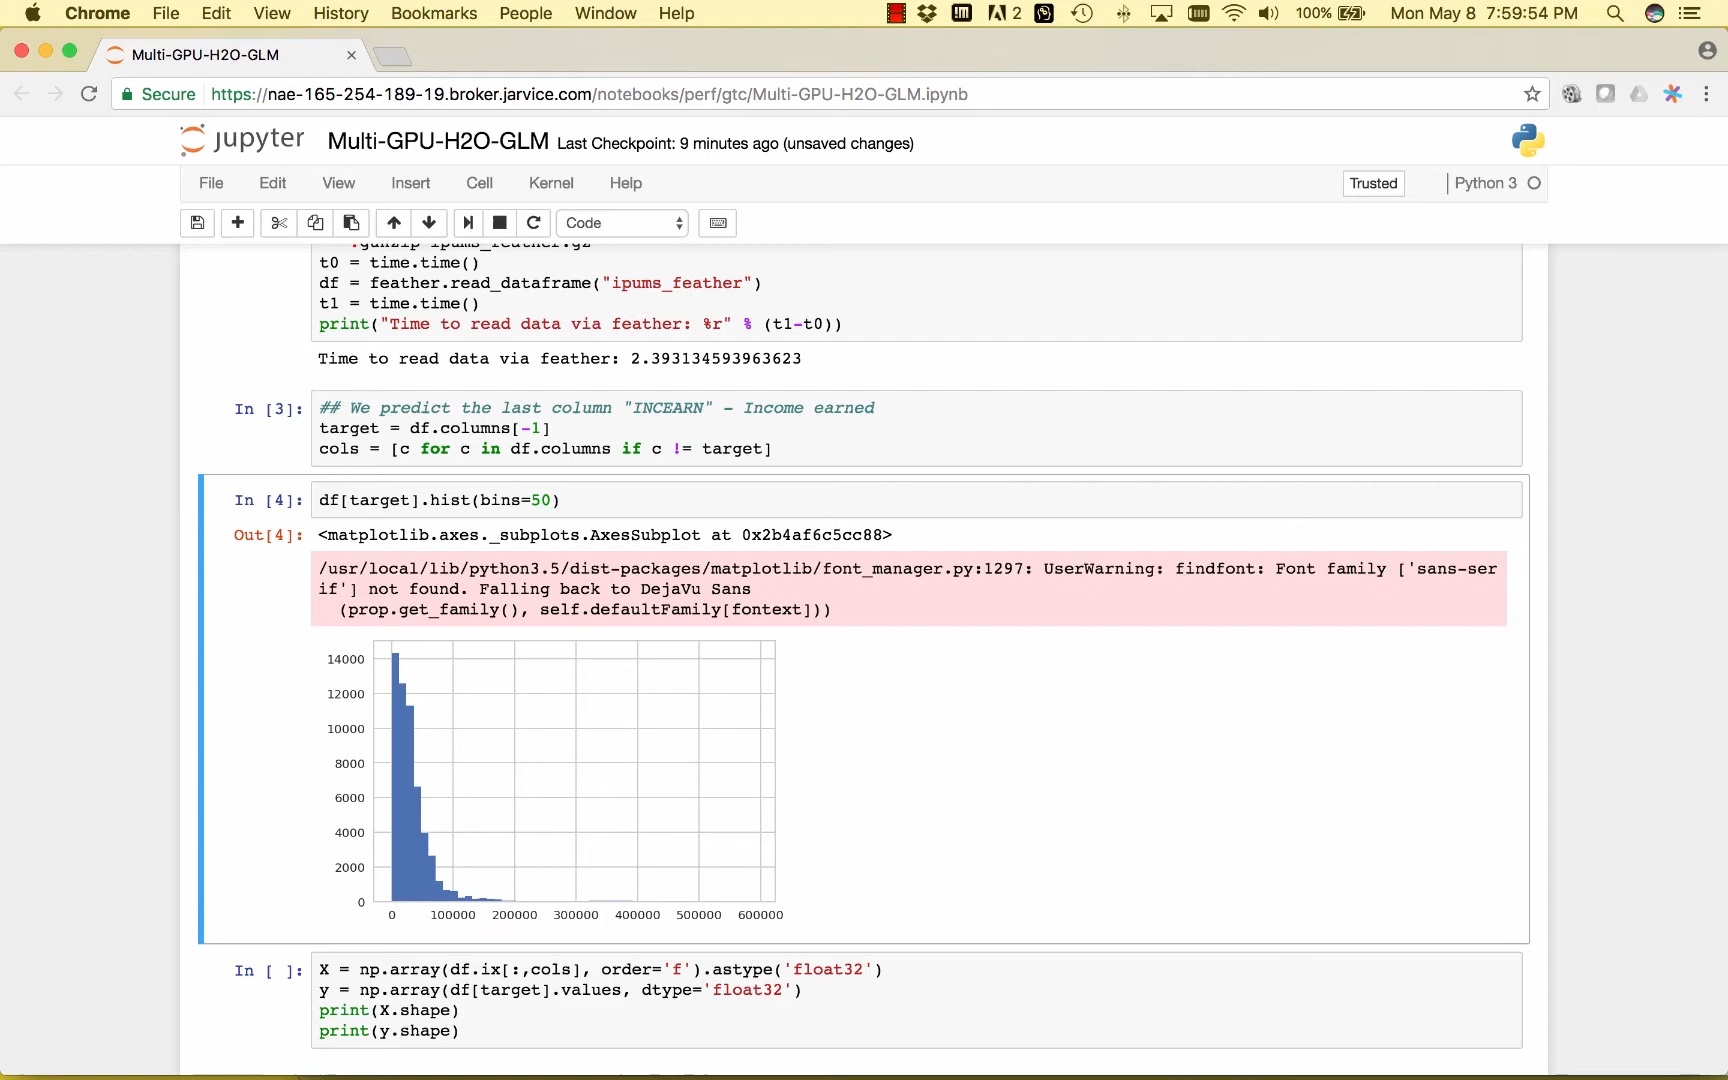 Chrome File Edit View History Bookmarks People Window Help 2 100% Mon May 8 7:59:54 PM
Multi-GPU-H2O-GLM
Secure https://nae-165-254-189-19.broker.jarvice.com/notebooks/perf/gtc/Multi-GPU-H2O-GLM.ipynb
jupyter Multi-GPU-H2O-GLM Last Checkpoint: 9 minutes ago (unsaved changes)
File Edit View Insert Cell Kernel Help Trusted Python 3
Code
!gunzip ipums_feather.gz
t0 = time.time()
df = feather.read_dataframe("ipums_feather")
t1 = time.time()
print("Time to read data via feather: %r" % (t1-t0))
Time to read data via feather: 2.393134593963623
In [3]: ## We predict the last column "INCEARN" - Income earned
target = df.columns[-1]
cols = [c for c in df.columns if c != target]
In [4]: df[target].hist(bins=50)
Out[4]: <matplotlib.axes._subplots.AxesSubplot at 0x2b4af6c5cc88>
/usr/local/lib/python3.5/dist-packages/matplotlib/font_manager.py:1297: UserWarning: findfont: Font family ['sans-ser
if'] not found. Falling back to DejaVu Sans
(prop.get_family(), self.defaultFamily[fontext]))
14000
12000
10000
8000
6000
4000
2000
0
0 100000 200000 300000 400000 500000 600000
In [ ]: X = np.array(df.ix[:,cols], order='f').astype('float32')
y = np.array(df[target].values, dtype='float32')
print(X.shape)
print(y.shape)